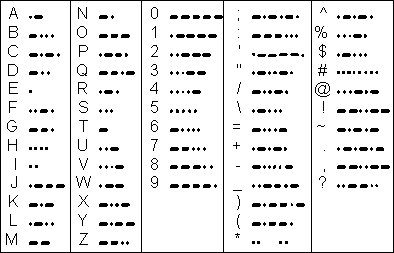 A
B
C
D
E
F
G
H
I
J
K
L
M
N
O
P
Q
R
S
T
U
V
W
X
Y
Z
0
1
2
3
4
5
6
7
8
9
;
:
'
"
/
\
=
+
-
_
)
(
*
^
%
$
#
@
!
~
.
,
?